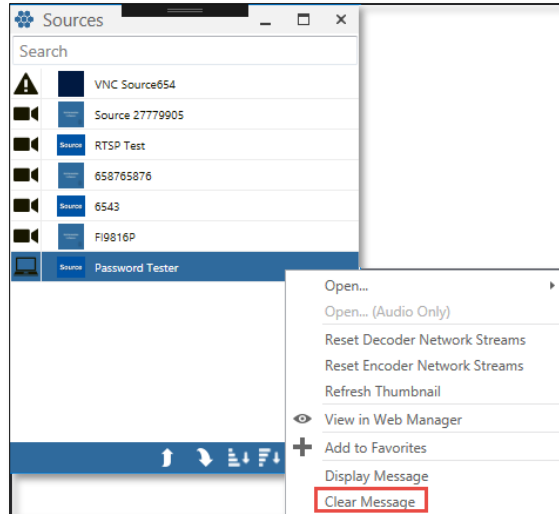 Sources
Search
VNC Source654
Source 27779905
Source RTSP Test
658765876
Source 6543
FI9816P
Source Password Tester
Open...
Open... (Audio Only)
Reset Decoder Network Streams
Reset Encoder Network Streams
Refresh Thumbnail
View in Web Manager
Add to Favorites
Display Message
Clear Message